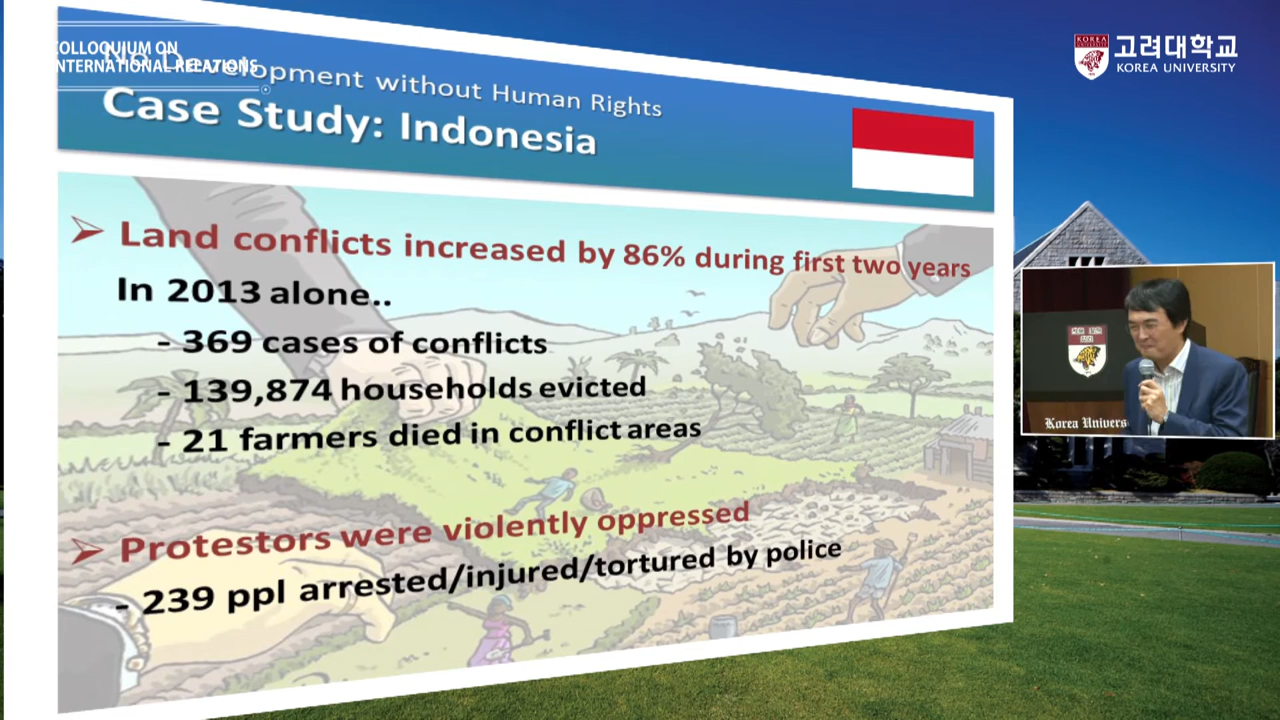 COLLOQUIUM ON
INTERNATIONAL RELATIONS
Development without Human Rights
Case Study: Indonesia
➢ Land conflicts increased by 86% during first two years
In 2013 alone..
- 369 cases of conflicts
- 139,874 households evicted
- 21 farmers died in conflict areas
➢ Protestors were violently oppressed
- 239 ppl arrested/injured/tortured by police
KOREA
고려대학교
KOREA UNIVERSITY
Korea Univers